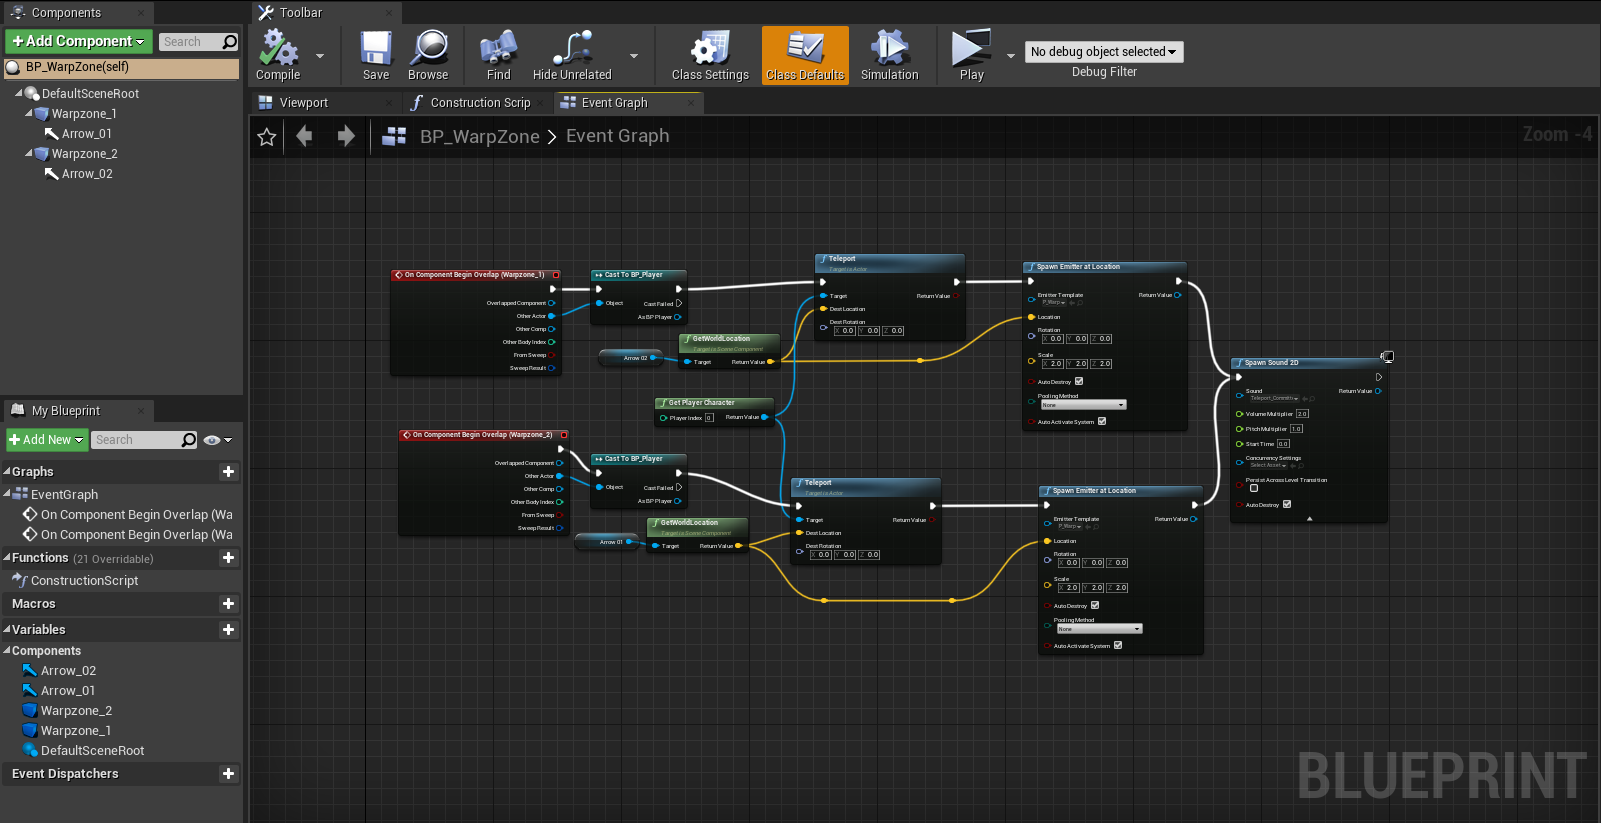 Components
Toolbar
Add Component
Search
BP_WarpZone(self)
DefaultSceneRoot
Warpzone_1
Arrow_01
Warpzone_2
Arrow_02
Compile
Save
Browse
Find
Hide Unrelated
Class Settings
Class Defaults
Simulation
Play
No debug object selected
Debug Filter
Viewport
Construction Scrip
Event Graph
BP_WarpZone > Event Graph
Zoom -4
On Component Begin Overlap (Warpzone_1)
Overlapped Component
Other Actor
Other Comp
Other Body Index
From Sweep
Sweep Result
Cast To BP_Player
Object
Cast Failed
As BP Player
Arrow 02
GetWorldLocation
Target is Scene Component
Target
Return Value
Get Player Character
Player Index 0
Return Value
Teleport
Target is Actor
Target
Return Value
Dest Location
Dest Rotation
X 0.0 Y 0.0 Z 0.0
Spawn Emitter at Location
Emitter Template
Return Value
P_Warp
Location
Rotation
X 0.0 Y 0.0 Z 0.0
Scale
X 2.0 Y 2.0 Z 2.0
Auto Destroy
Pooling Method
None
Auto Activate System
Spawn Sound 2D
Sound
Return Value
Volume Multiplier 2.0
Pitch Multiplier 1.0
Start Time 0.0
Concurrency Settings
Select Asset
Persist Across Level Transition
Auto Destroy
On Component Begin Overlap (Warpzone_2)
Overlapped Component
Other Actor
Other Comp
Other Body Index
From Sweep
Sweep Result
Cast To BP_Player
Object
Cast Failed
As BP Player
Arrow 01
GetWorldLocation
Target is Scene Component
Target
Return Value
Teleport
Target is Actor
Target
Return Value
Dest Location
Dest Rotation
X 0.0 Y 0.0 Z 0.0
Spawn Emitter at Location
Emitter Template
Return Value
P_Warp
Location
Rotation
X 0.0 Y 0.0 Z 0.0
Scale
X 2.0 Y 2.0 Z 2.0
Auto Destroy
Pooling Method
None
Auto Activate System
My Blueprint
Add New
Search
Graphs
EventGraph
On Component Begin Overlap (Wa
On Component Begin Overlap (Wa
Functions (21 Overridable)
ConstructionScript
Macros
Variables
Components
Arrow_02
Arrow_01
Warpzone_2
Warpzone_1
DefaultSceneRoot
Event Dispatchers
BLUEPRINT